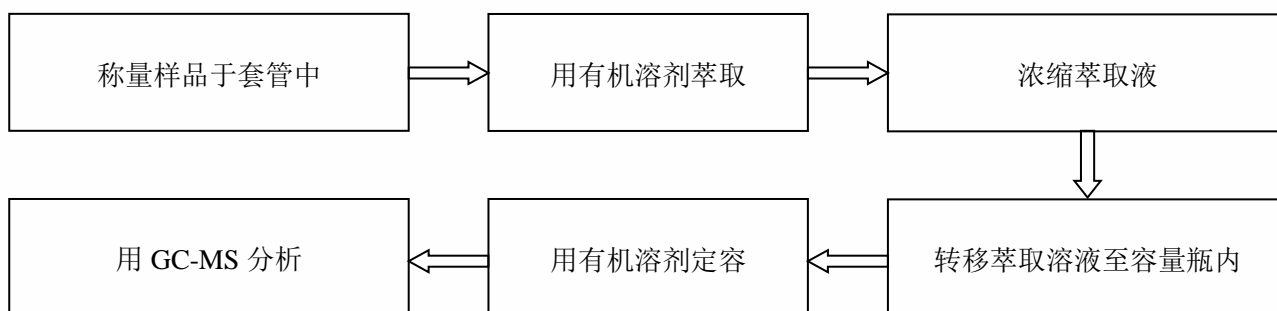 称量样品于套管中
用有机溶剂萃取
浓缩萃取液
转移萃取溶液至容量瓶内
用有机溶剂定容
用 GC-MS 分析